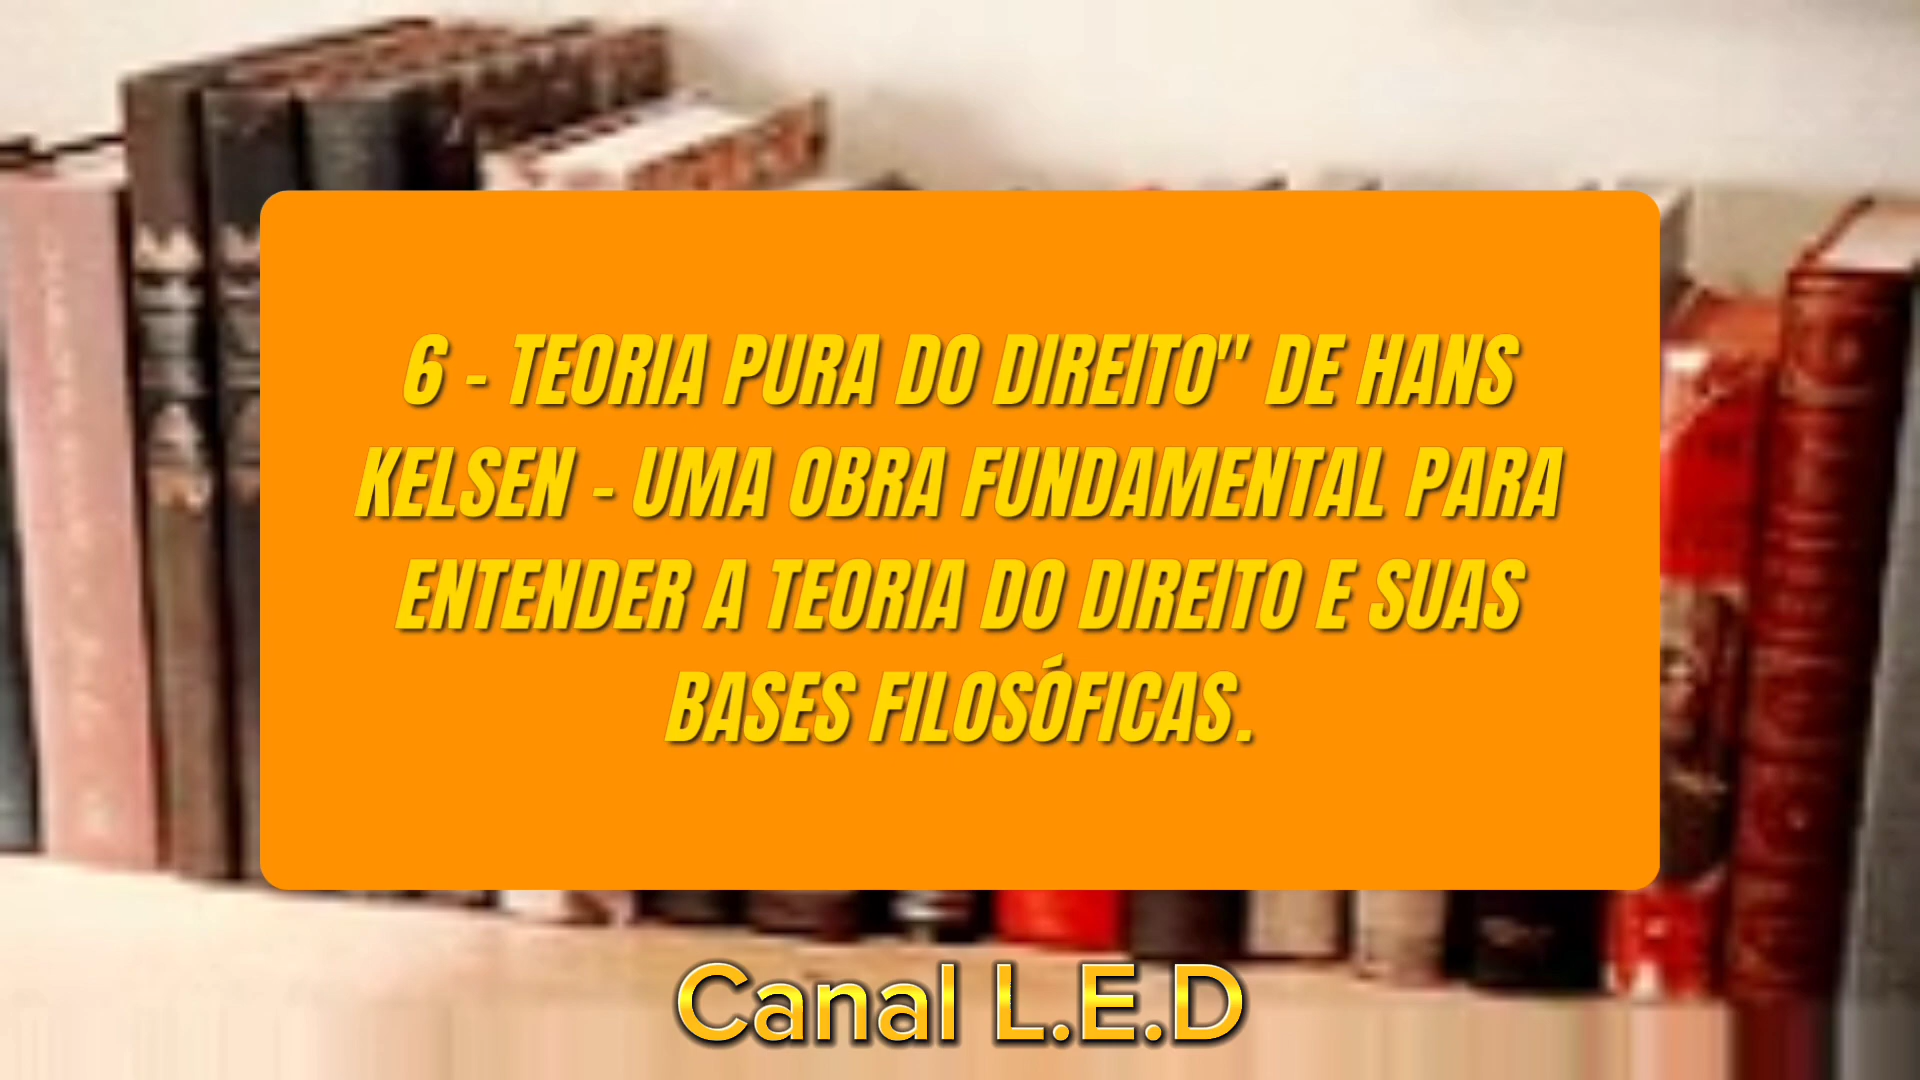 6 - TEORIA PURA DO DIREITO" DE HANS
KELSEN - UMA OBRA FUNDAMENTAL PARA
ENTENDER A TEORIA DO DIREITO E SUAS
BASES FILOSÓFICAS.
Canal L.E.D